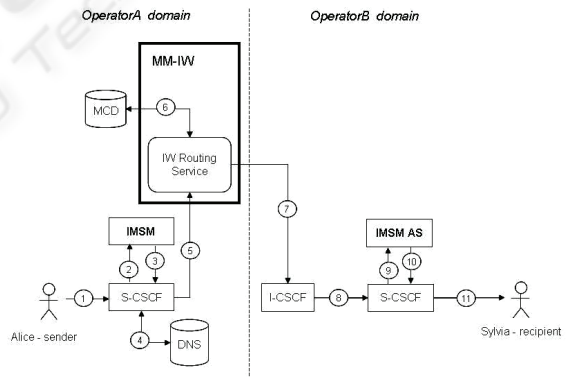 OperatorA domain
OperatorB domain
MM-IW
MCD
6
IW Routing
Service
7
IMSM
IMSM AS
2
3
5
9
10
1
S-CSCF
I-CSCF
8
S-CSCF
11
Alice - sender
4
DNS
Sylvia - recipient